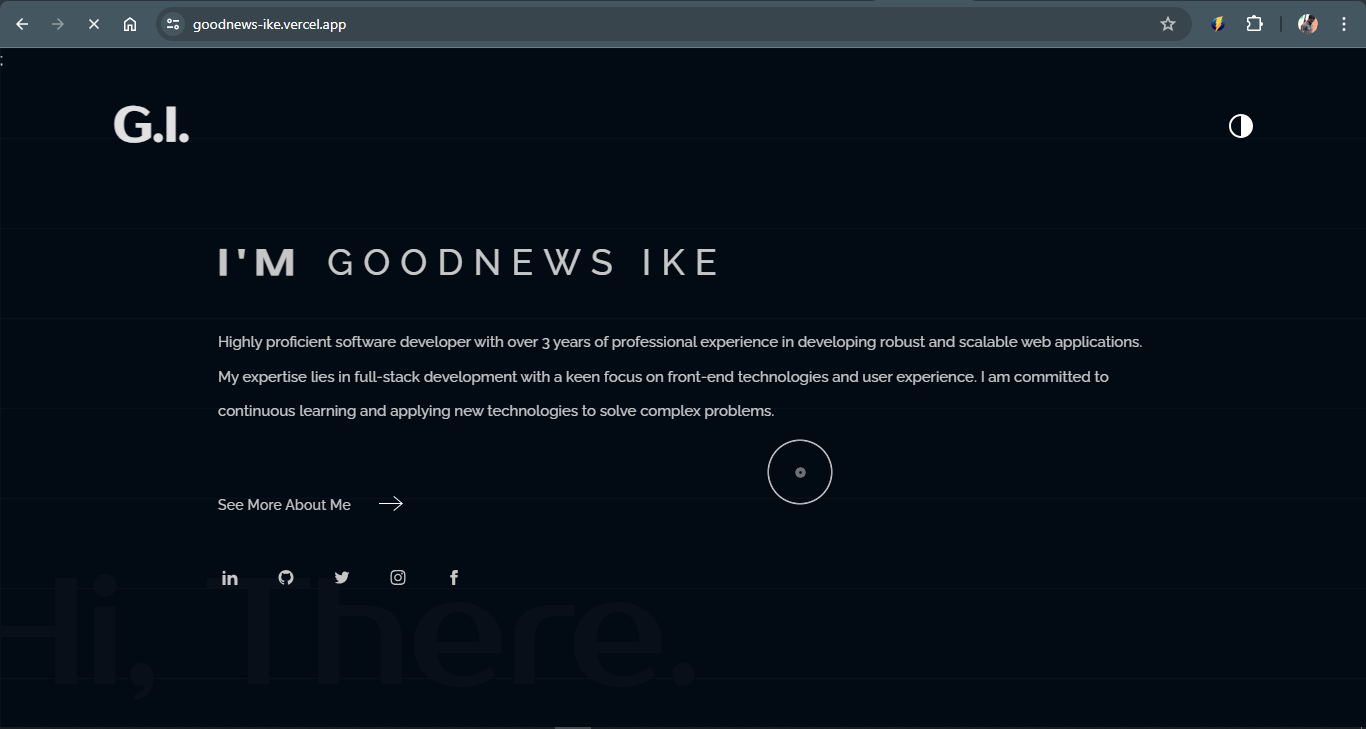 goodnews-ike.vercel.app
:
G.I.
I'M GOODNEWS IKE
Highly proficient software developer with over 3 years of professional experience in developing robust and scalable web applications.
My expertise lies in full-stack development with a keen focus on front-end technologies and user experience. I am committed to
continuous learning and applying new technologies to solve complex problems.
See More About Me
in
f
Hi, There.